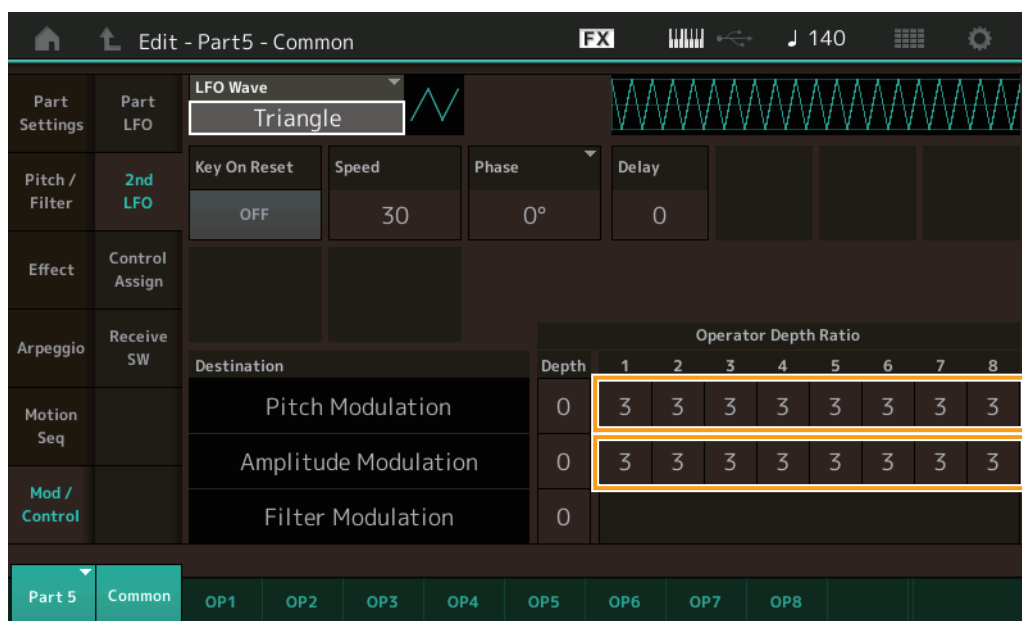 Edit - Part5 - Common FX 140
Part Settings
Part LFO
LFO Wave
Triangle
Pitch / Filter
2nd LFO
Key On Reset Speed Phase Delay
OFF 30 0° 0
Effect
Control Assign
Arpeggio
Receive SW
Operator Depth Ratio
Destination Depth 1 2 3 4 5 6 7 8
Motion Seq
Pitch Modulation 0 3 3 3 3 3 3 3 3
Amplitude Modulation 0 3 3 3 3 3 3 3 3
Mod / Control
Filter Modulation 0
Part 5 Common OP1 OP2 OP3 OP4 OP5 OP6 OP7 OP8